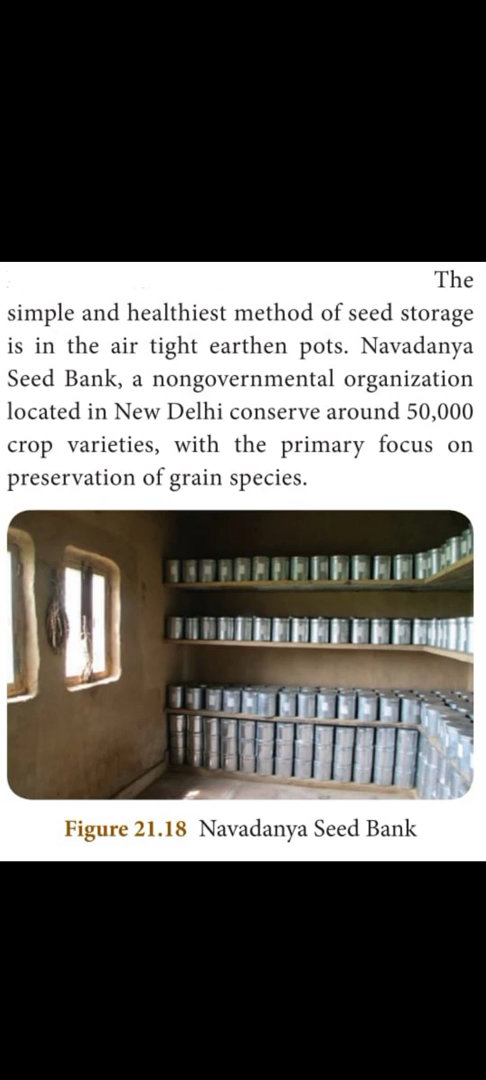 The
simple and healthiest method of seed storage
is in the air tight earthen pots. Navadanya
Seed Bank, a nongovernmental organization
located in New Delhi conserve around 50,000
crop varieties, with the primary focus on
preservation of grain species.
Figure 21.18 Navadanya Seed Bank